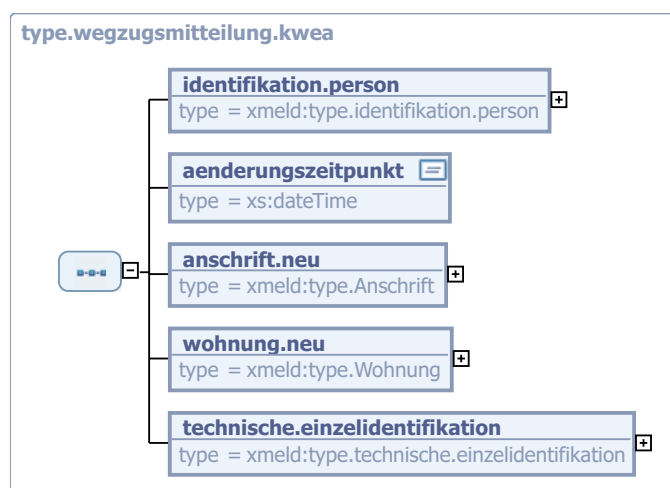 type.wegzugsmitteilung.kwea
identifikation.person
type = xmeld:type.identifikation.person
aenderungszeitpunkt
type = xs:dateTime
anschrift.neu
type = xmeld:type.Anschrift
wohnung.neu
type = xmeld:type.Wohnung
technische.einzelidentifikation
type = xmeld:type.technische.einzelidentifikation